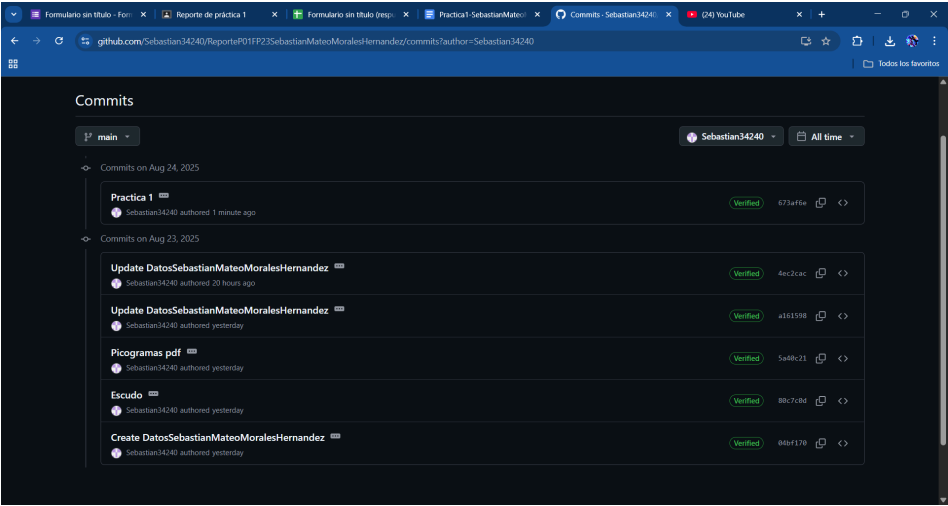 Formulario sin título - Form
Reporte de práctica 1
Formulario sin título (respu
Practica1-SebastianMateoM
Commits · Sebastian34240/
(24) YouTube
github.com/Sebastian34240/ReporteP01FP23SebastianMateoMoralesHernandez/commits?author=Sebastian34240
Todos los favoritos
Commits
main
Sebastian34240
All time
Commits on Aug 24, 2025
Practica 1
Verified
673af6e
Sebastian34240 authored 1 minute ago
Commits on Aug 23, 2025
Update DatosSebastianMateoMoralesHernandez
Verified
4ec2cac
Sebastian34240 authored 20 hours ago
Update DatosSebastianMateoMoralesHernandez
Verified
a161598
Sebastian34240 authored yesterday
Picogramas pdf
Verified
5a40c21
Sebastian34240 authored yesterday
Escudo
Verified
80c7c0d
Sebastian34240 authored yesterday
Create DatosSebastianMateoMoralesHernandez
Verified
04bf170
Sebastian34240 authored yesterday